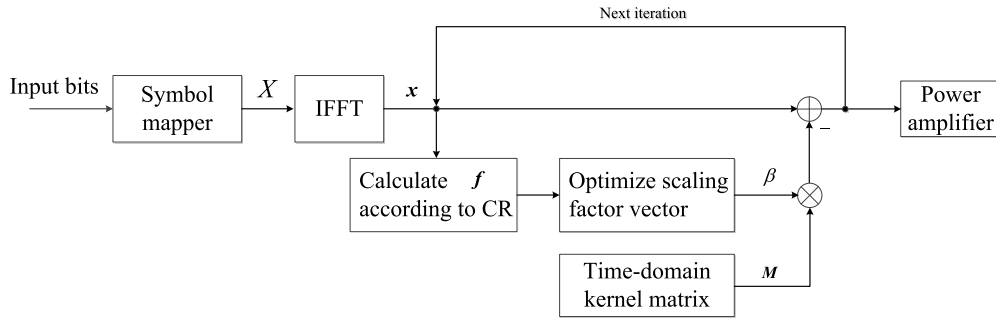 Next iteration
Input bits
Symbol
mapper
X
IFFT
x
Power
amplifier
−
Calculate f
according to CR
Optimize scaling
factor vector
β
Time-domain
kernel matrix
M